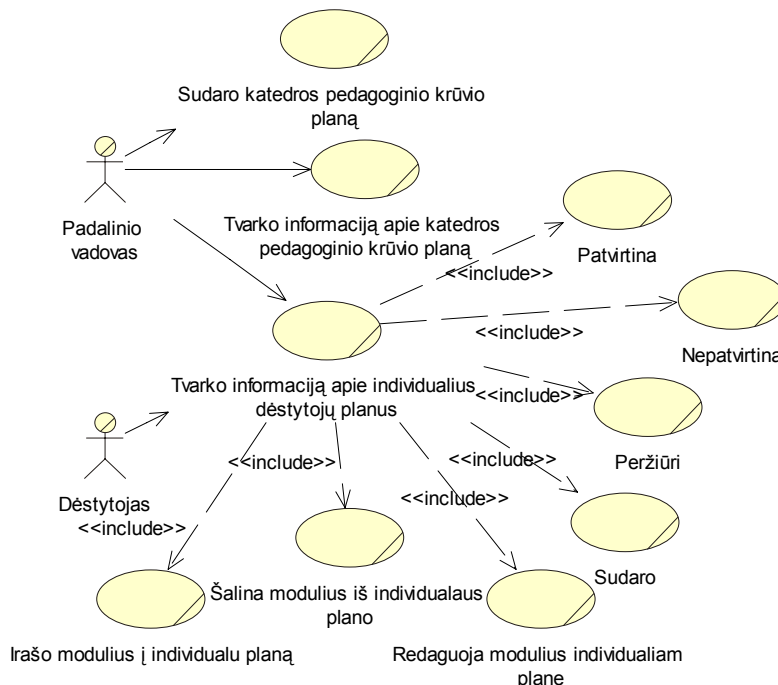 Sudaro katedros pedagoginio krūvio
planą
Padalinio
vadovas
Tvarko informaciją apie katedros
pedagoginio krūvio planą
Patvirtina
<<include>>
<<include>>
Nepatvirtina
Tvarko informaciją apie individualius
dėstytojų planus
<<include>>
Peržiūri
Dėstytojas
<<include>>
<<include>>
<<include>>
<<include>>
Sudaro
Šalina modulius iš individualaus
plano
Irašo modulius į individualu planą
Redaguoja modulius individualiam
plane